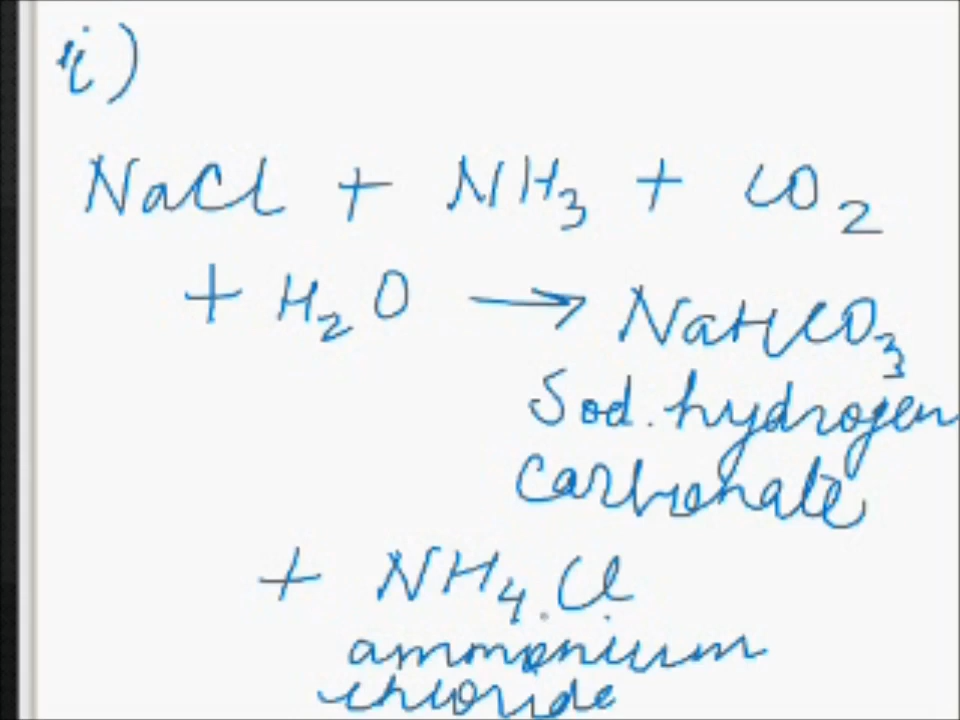 i)
NaCl + NH₃ + CO₂
+ H₂O → NaHCO₃
Sod. hydrogen
carbonate
+ NH₄Cl
ammonium
chloride